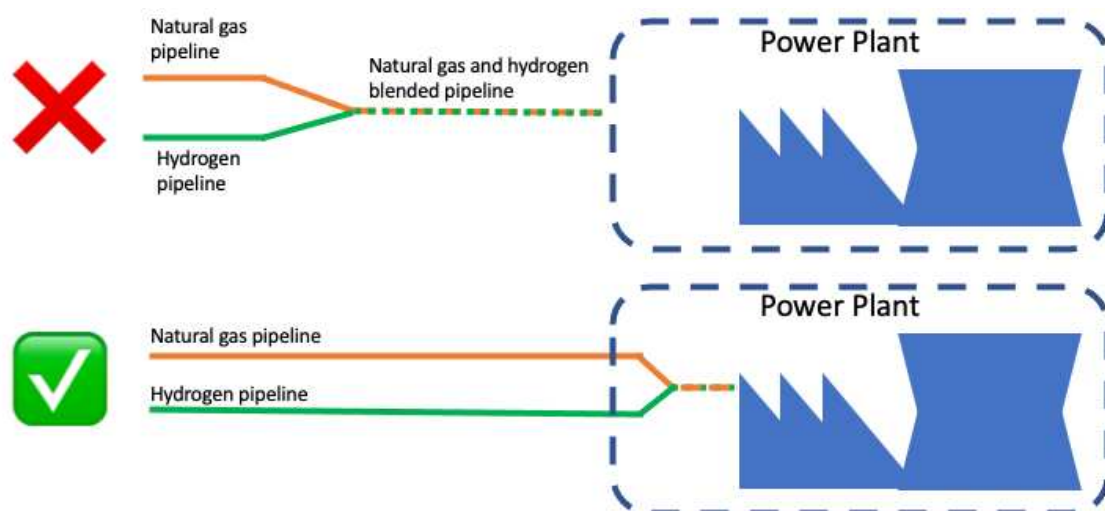 Natural gas
pipeline
Natural gas and hydrogen
blended pipeline
Hydrogen
pipeline
Power Plant
Natural gas pipeline
Hydrogen pipeline
Power Plant